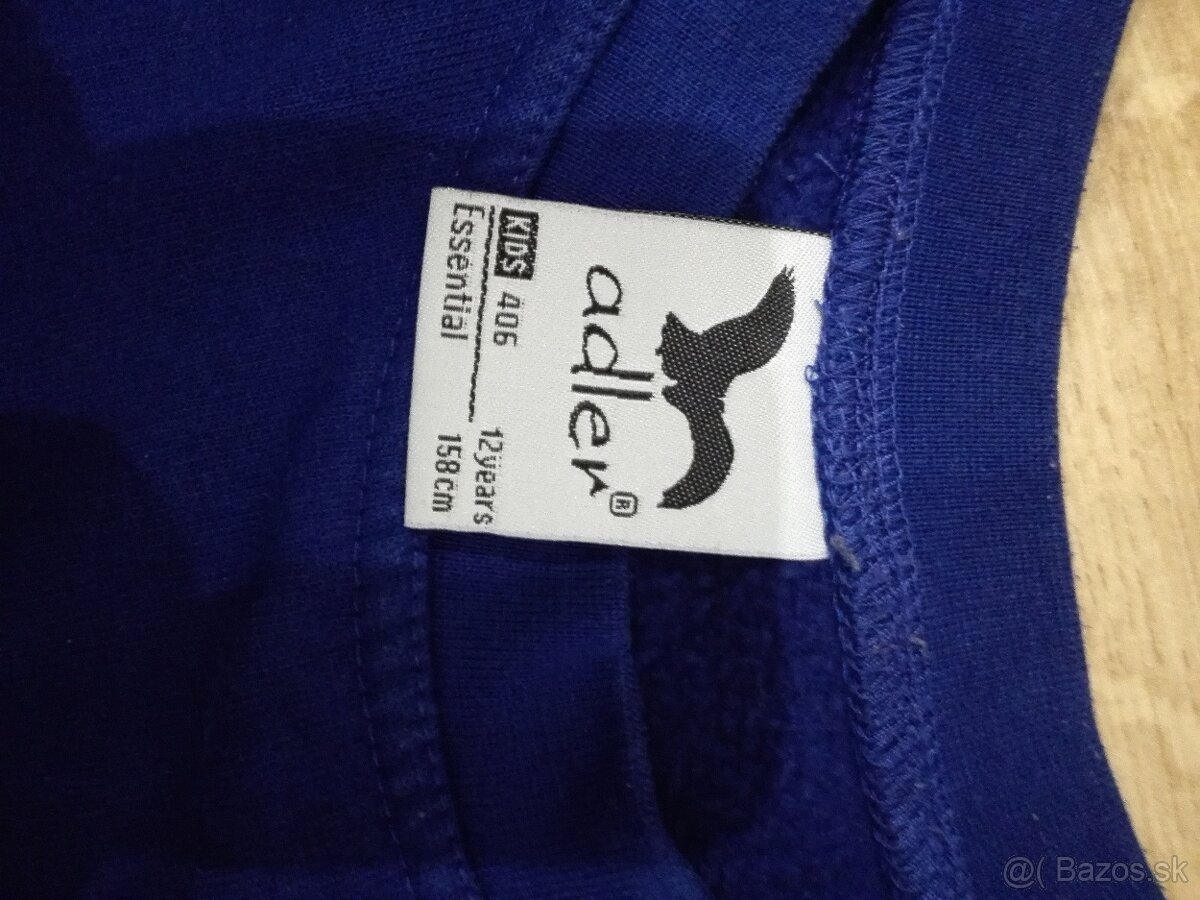 adler®
KIDS 406 12years
Essential 158cm
@( Bazos.sk